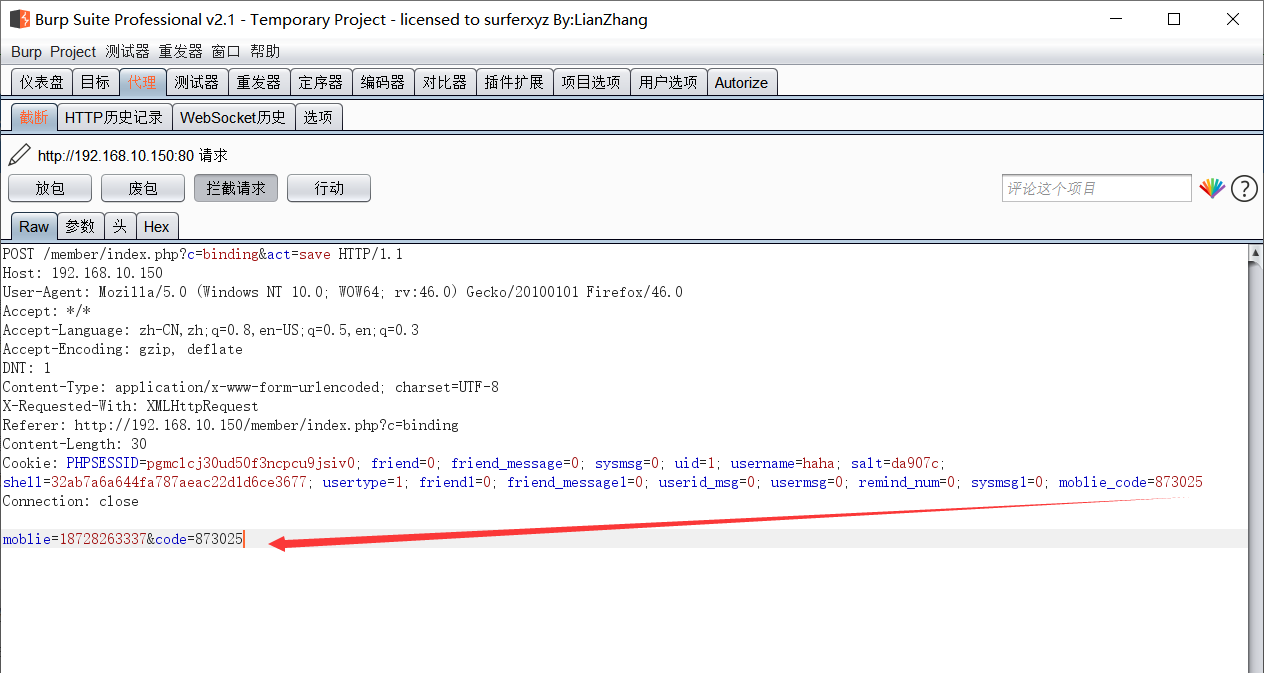 Burp Suite Professional v2.1 - Temporary Project - licensed to surferxyz By:LianZhang
Burp Project 测试器 重发器 窗口 帮助
仪表盘 目标 代理 测试器 重发器 定序器 编码器 对比器 插件扩展 项目选项 用户选项 Autorize
截断 HTTP历史记录 WebSocket历史 选项
http://192.168.10.150:80 请求
放包 废包 拦截请求 行动 评论这个项目 ?
Raw 参数 头 Hex
POST /member/index.php?c=binding&act=save HTTP/1.1
Host: 192.168.10.150
User-Agent: Mozilla/5.0 (Windows NT 10.0; WOW64; rv:46.0) Gecko/20100101 Firefox/46.0
Accept: */*
Accept-Language: zh-CN,zh;q=0.8,en-US;q=0.5,en;q=0.3
Accept-Encoding: gzip, deflate
DNT: 1
Content-Type: application/x-www-form-urlencoded; charset=UTF-8
X-Requested-With: XMLHttpRequest
Referer: http://192.168.10.150/member/index.php?c=binding
Content-Length: 30
Cookie: PHPSESSID=pgmc1cj30ud50f3ncpcu9jsiv0; friend=0; friend_message=0; sysmsg=0; uid=1; username=haha; salt=da907c;
shell=32ab7a6a644fa787aeac22d1d6ce3677; usertype=1; friend1=0; friend_message1=0; userid_msg=0; usermsg=0; remind_num=0; sysmsg1=0; moblie_code=873025
Connection: close
moblie=18728263337&code=873025